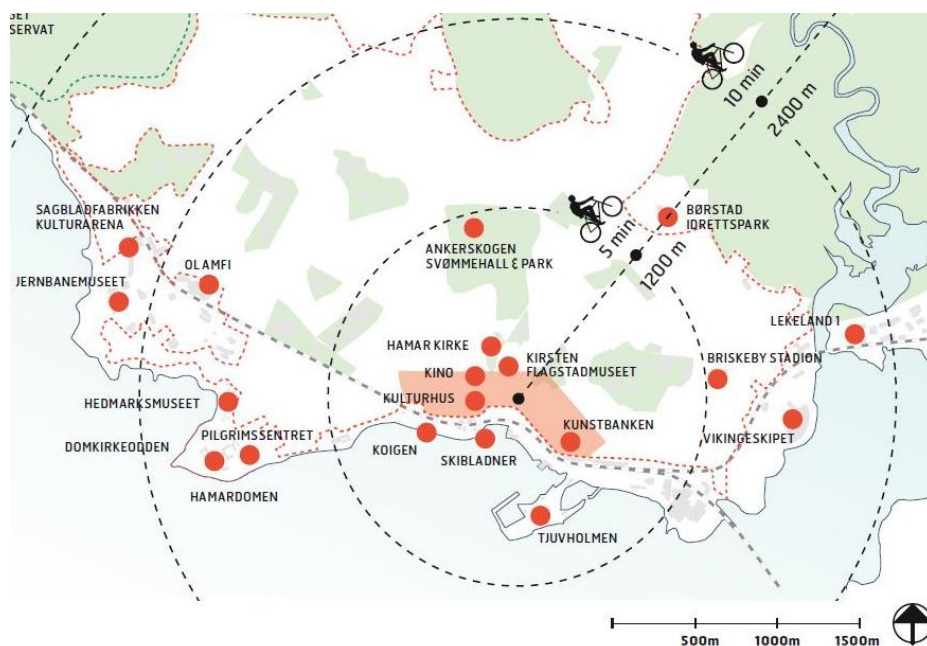 SERVAT
10 min
2400 m
SAGBLADFABRIKKEN
KULTURARENA
JERNBANEMUSEET
OLAMFI
ANKERSKOGEN
SVØMMEHALL & PARK
5 min
1200 m
BØRSTAD
IDRETTSPARK
LEKELAND 1
HAMAR KIRKE
KINO
KIRSTEN
FLAGSTADMUSEET
BRISKEBY STADION
HEDMARKSMUSEET
KULTURHUS
KUNSTBANKEN
VIKINGESKIPET
DOMKIRKEODDEN
PILGRIMSSENTRET
KOIGEN
SKIBLADNER
HAMARDOMEN
TJUVHOLMEN
500m
1000m
1500m